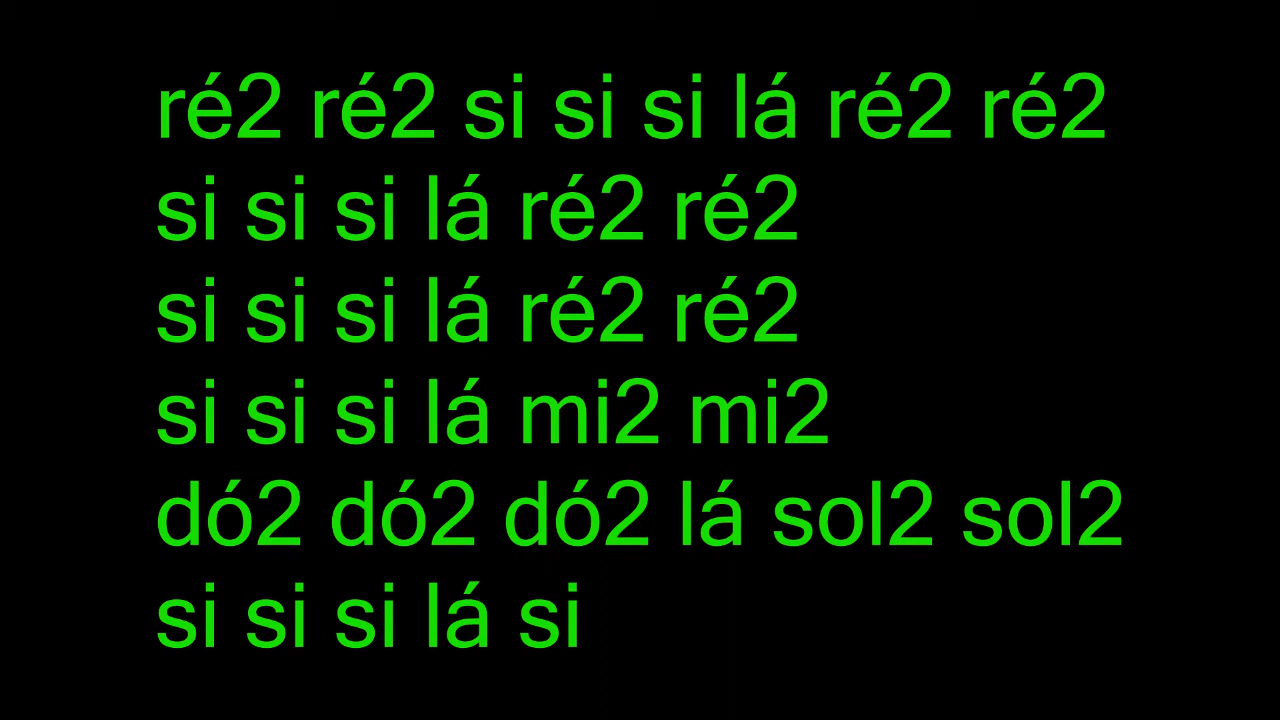 ré2 ré2 si si si lá ré2 ré2
si si si lá ré2 ré2
si si si lá ré2 ré2
si si si lá mi2 mi2
dó2 dó2 dó2 lá sol2 sol2
si si si lá si